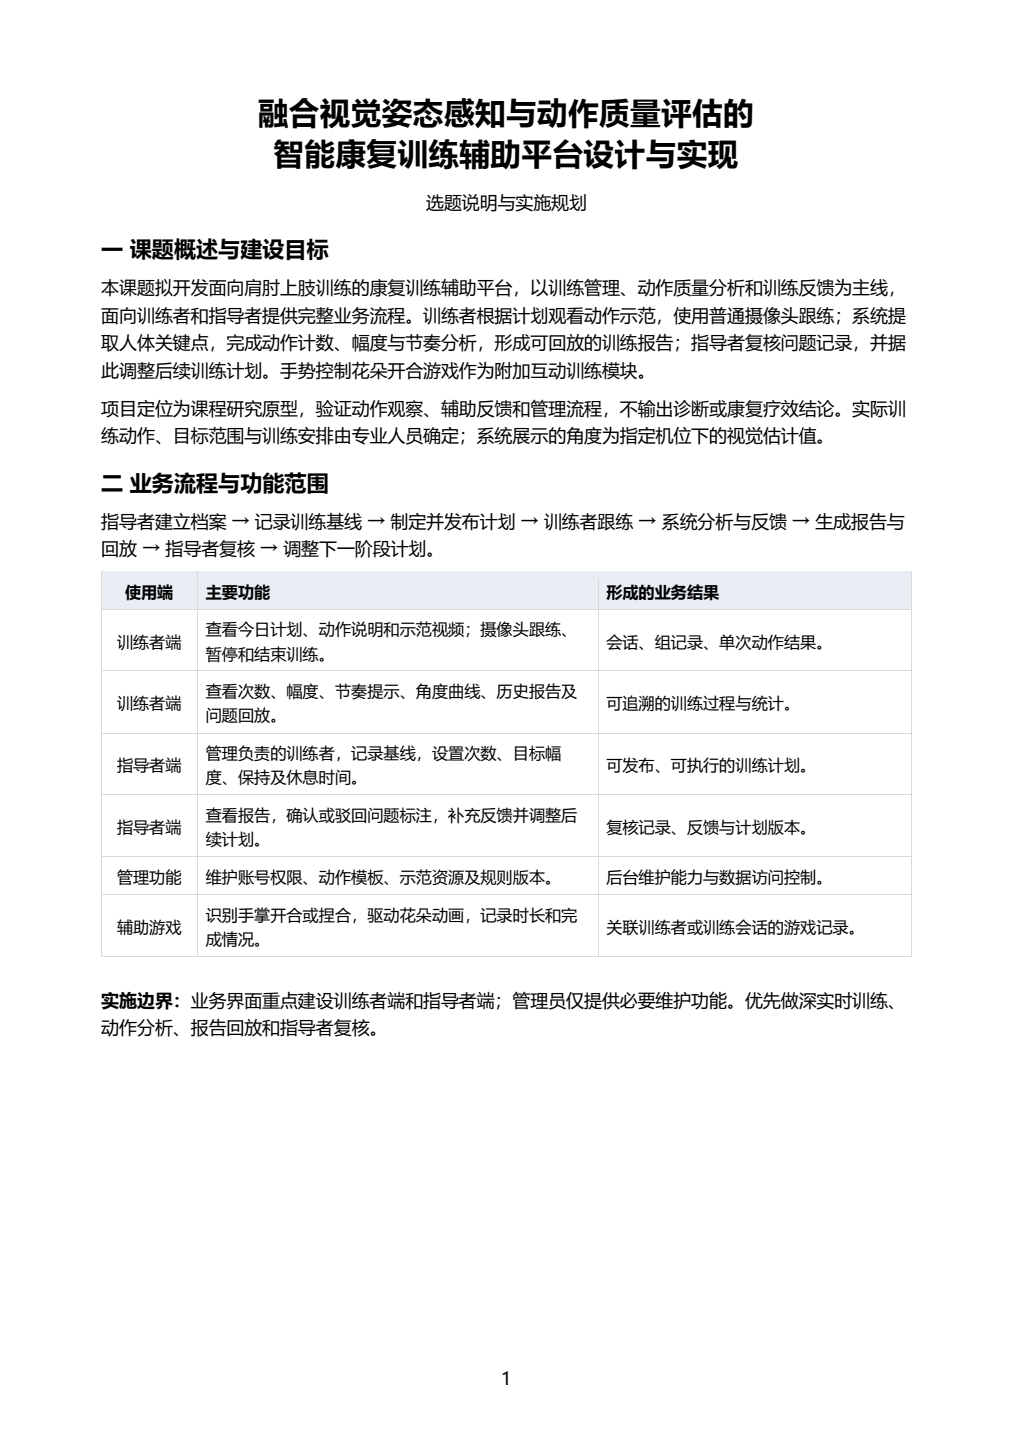 融合视觉姿态感知与动作质量评估的
智能康复训练辅助平台设计与实现
选题说明与实施规划
一 课题概述与建设目标
本课题拟开发面向肩肘上肢训练的康复训练辅助平台，以训练管理、动作质量分析和训练反馈为主线，
面向训练者和指导者提供完整业务流程。训练者根据计划观看动作示范，使用普通摄像头跟练；系统提
取人体关键点，完成动作计数、幅度与节奏分析，形成可回放的训练报告；指导者复核问题记录，并据
此调整后续训练计划。手势控制花朵开合游戏作为附加互动训练模块。
项目定位为课程研究原型，验证动作观察、辅助反馈和管理流程，不输出诊断或康复疗效结论。实际训
练动作、目标范围与训练安排由专业人员确定；系统展示的角度为指定机位下的视觉估计值。
二 业务流程与功能范围
指导者建立档案 → 记录训练基线 → 制定并发布计划 → 训练者跟练 → 系统分析与反馈 → 生成报告与
回放 → 指导者复核 → 调整下一阶段计划。
使用端 主要功能 形成的业务结果
训练者端 查看今日计划、动作说明和示范视频；摄像头跟练、
暂停和结束训练。 会话、组记录、单次动作结果。
训练者端 查看次数、幅度、节奏提示、角度曲线、历史报告及
问题回放。 可追溯的训练过程与统计。
指导者端 管理负责的训练者，记录基线，设置次数、目标幅
度、保持及休息时间。 可发布、可执行的训练计划。
指导者端 查看报告，确认或驳回问题标注，补充反馈并调整后
续计划。 复核记录、反馈与计划版本。
管理功能 维护账号权限、动作模板、示范资源及规则版本。 后台维护能力与数据访问控制。
辅助游戏 识别手掌开合或捏合，驱动花朵动画，记录时长和完
成情况。 关联训练者或训练会话的游戏记录。
实施边界：业务界面重点建设训练者端和指导者端；管理员仅提供必要维护功能。优先做深实时训练、
动作分析、报告回放和指导者复核。
1